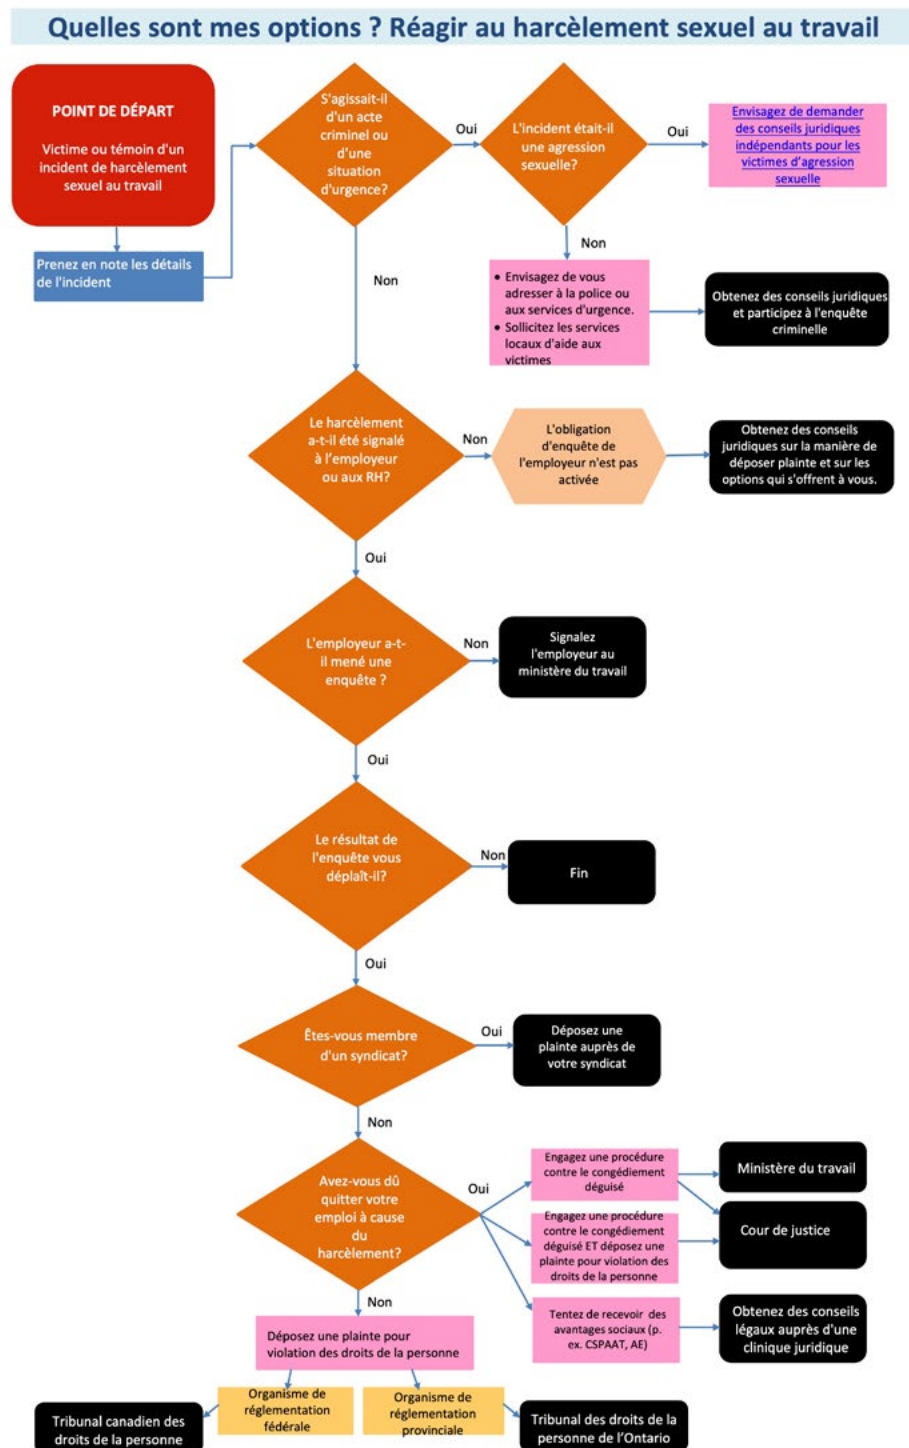 Quelles sont mes options ? Réagir au harcèlement sexuel au travail
POINT DE DÉPART
Victime ou témoin d'un
incident de harcèlement
sexuel au travail
Prenez en note les détails
de l'incident
S'agissait-il
d'un acte
criminel ou
d'une
situation
d'urgence?
Oui
L'incident était-il
une agression
sexuelle?
Oui
Envisagez de demander
des conseils juridiques
indépendants pour les
victimes d'agression
sexuelle
Non
Non
• Envisagez de vous
adresser à la police ou
aux services d'urgence.
• Sollicitez les services
locaux d'aide aux
victimes
Obtenez des conseils juridiques
et participez à l'enquête
criminelle
Le harcèlement
a-t-il été signalé
à l'employeur
ou aux RH?
Non
L'obligation
d'enquête de
l'employeur n'est pas
activée
Obtenez des conseils
juridiques sur la manière de
déposer plainte et sur les
options qui s'offrent à vous.
Oui
L'employeur a-t-
il mené une
enquête ?
Non
Signalez
l'employeur au
ministère du travail
Oui
Le résultat de
l'enquête vous
déplaît-il?
Non
Fin
Oui
Êtes-vous membre
d'un syndicat?
Oui
Déposez une
plainte auprès de
votre syndicat
Non
Avez-vous dû
quitter votre
emploi à cause
du
harcèlement?
Oui
Engagez une procédure
contre le congédiement
déguisé
Ministère du travail
Engagez une procédure
contre le congédiement
déguisé ET déposez une
plainte pour violation des
droits de la personne
Cour de justice
Tentez de recevoir des
avantages sociaux (p.
ex. CSPAAT, AE)
Obtenez des conseils
légaux auprès d'une
clinique juridique
Non
Déposez une plainte pour
violation des droits de la personne
Organisme de
réglementation
fédérale
Organisme de
réglementation
provinciale
Tribunal canadien des
droits de la personne
Tribunal des droits de la
personne de l'Ontario